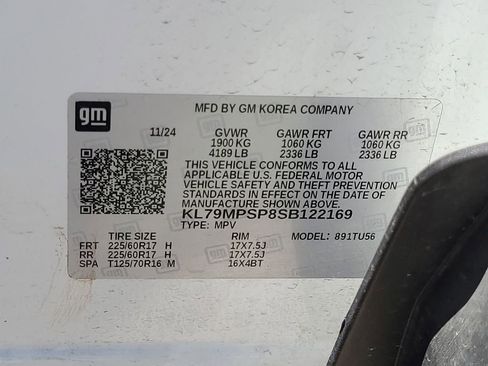 gm
MFD BY GM KOREA COMPANY
11/24 GVWR GAWR FRT GAWR RR
1900 KG 1060 KG 1060 KG
4189 LB 2336 LB 2336 LB
THIS VEHICLE CONFORMS TO ALL
APPLICABLE U.S. FEDERAL MOTOR
VEHICLE SAFETY AND THEFT PREVENTION
STANDARDS IN EFFECT ON THE DATE OF
MANUFACTURE SHOWN ABOVE.
KL79MPSP8SB122169
TYPE: MPV
TIRE SIZE RIM MODEL: 891TU56
FRT 225/60R17 H 17X7.5J
RR 225/60R17 H 17X7.5J
SPA T125/70R16 M 16X4BT